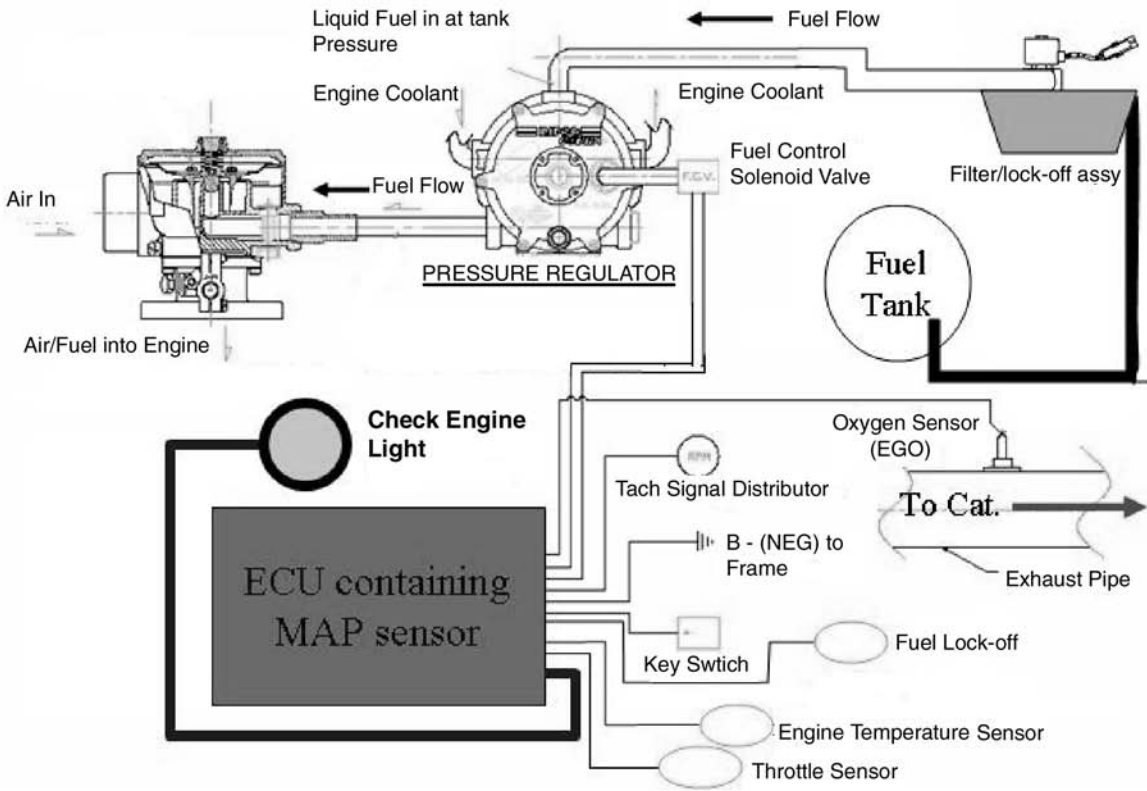 Liquid Fuel in at tank
Pressure
Fuel Flow
Engine Coolant
Engine Coolant
Fuel Control
Solenoid Valve
F.C.V.
Filter/lock-off assy
Air In
Fuel Flow
PRESSURE REGULATOR
Fuel
Tank
Air/Fuel into Engine
Check Engine
Light
Oxygen Sensor
(EGO)
RPM
Tach Signal Distributor
To Cat.
B - (NEG) to
Frame
Exhaust Pipe
ECU containing
MAP sensor
Key Swtich
Fuel Lock-off
Engine Temperature Sensor
Throttle Sensor